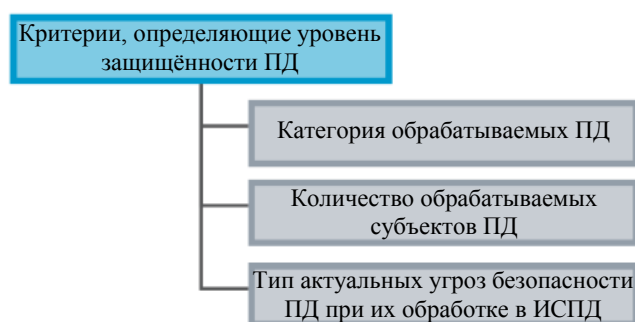 Критерии, определяющие уровень
защищённости ПД
Категория обрабатываемых ПД
Количество обрабатываемых
субъектов ПД
Тип актуальных угроз безопасности
ПД при их обработке в ИСПД